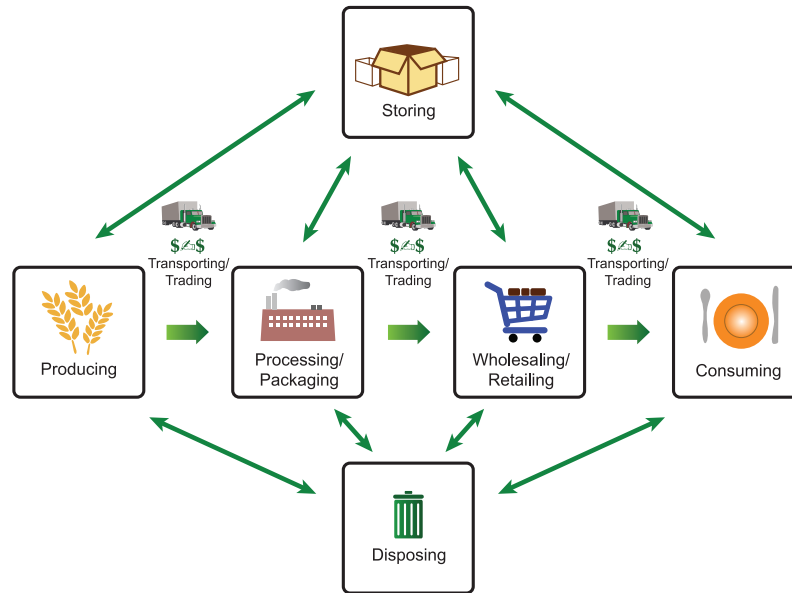 Storing
$✍$
Transporting/
Trading
$✍$
Transporting/
Trading
$✍$
Transporting/
Trading
Producing
Processing/
Packaging
Wholesaling/
Retailing
Consuming
Disposing